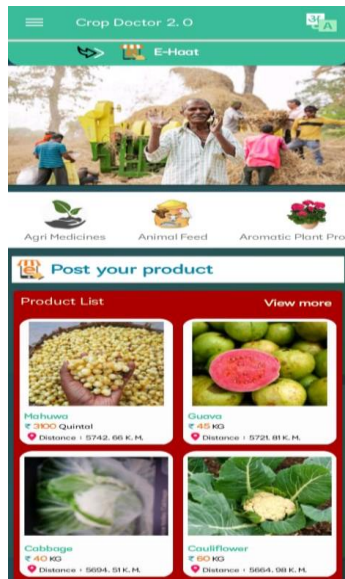 Crop Doctor 2. O
अ A
E-Haat
Agri Medicines Animal Feed Aromatic Plant Pro
Post your product
Product List View more
Mahuwa Guava
₹ 3100 Quintal ₹ 45 KG
Distance : 5742. 66 K. M. Distance : 5721. 81 K. M.
Cabbage Cauliflower
₹ 40 KG ₹ 60 KG
Distance : 5694. 51 K. M. Distance : 5664. 98 K. M.